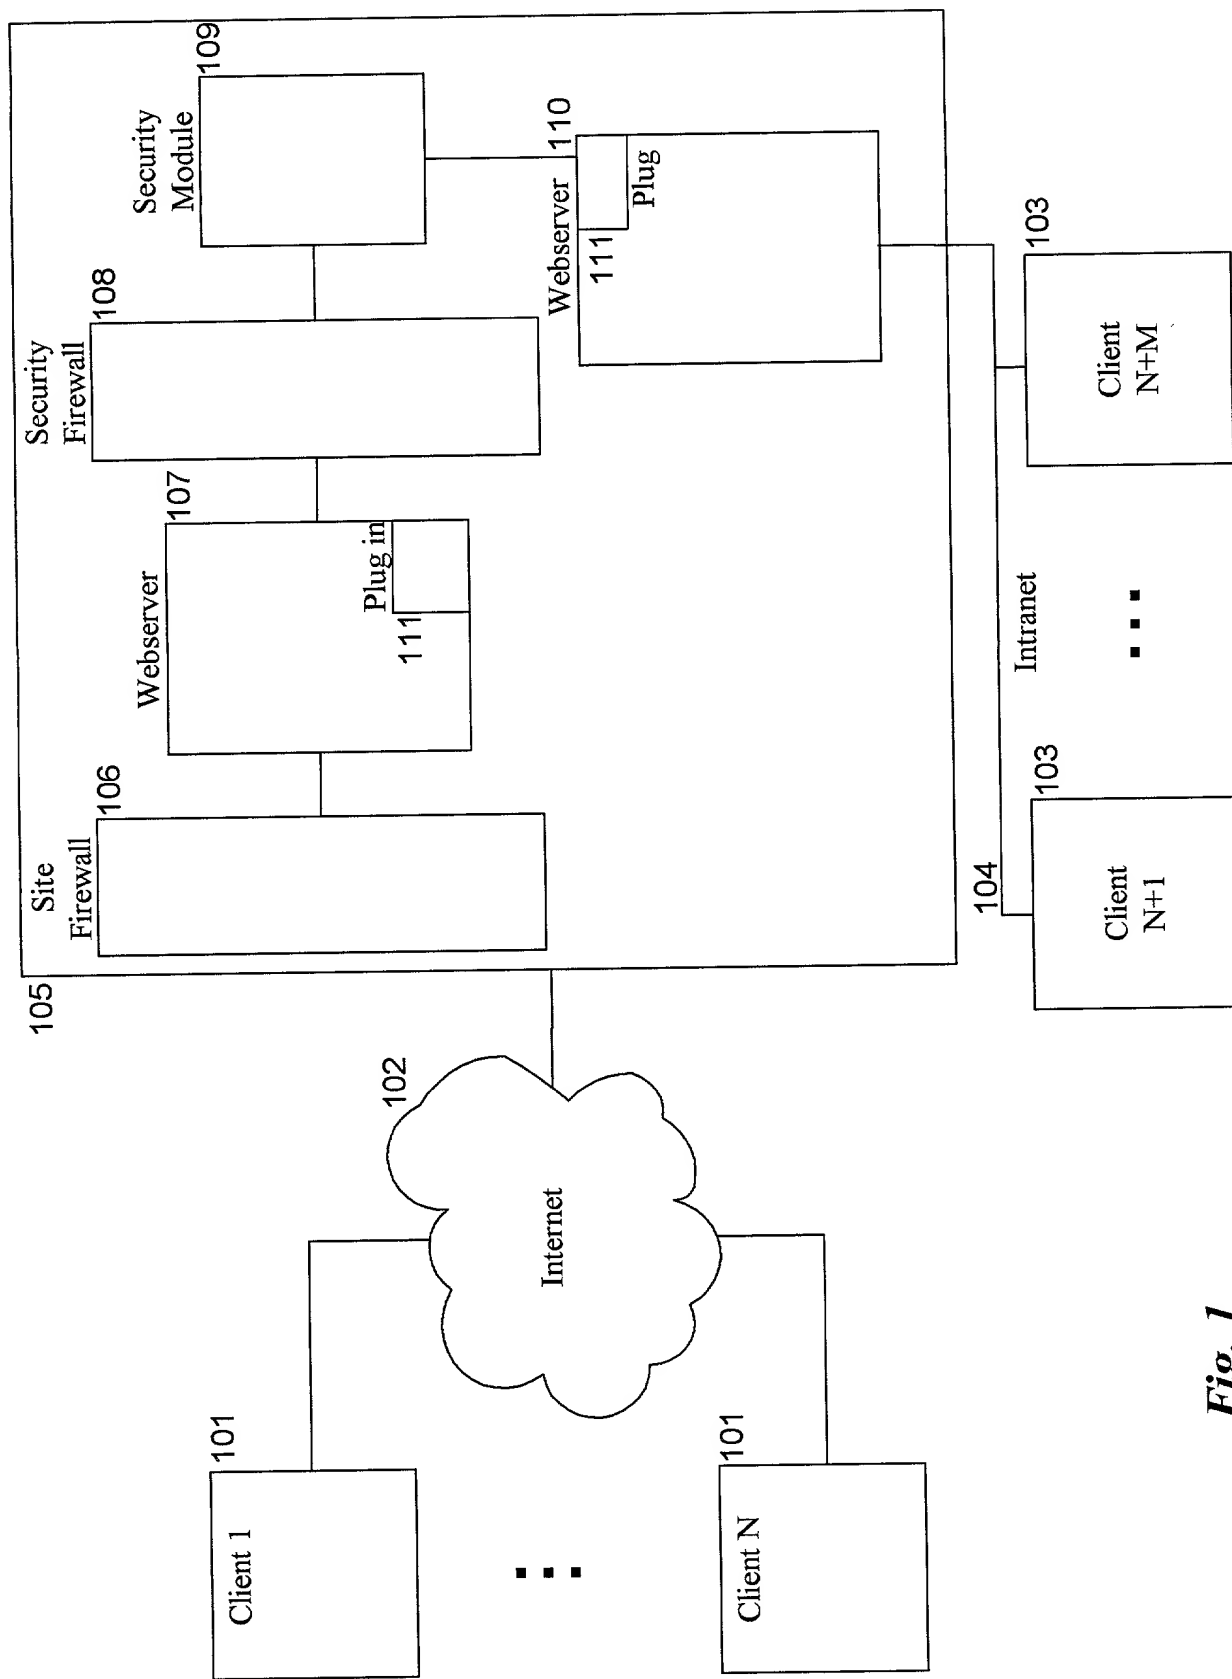 105
Site
Firewall
106
Webserver
107
Plug in
111
Security
Firewall
108
Security
Module
109
Webserver
110
111
Plug
Client 1
101
Client N
101
Internet
102
104
Intranet
Client
N+1
103
Client
N+M
103
Fig. 1